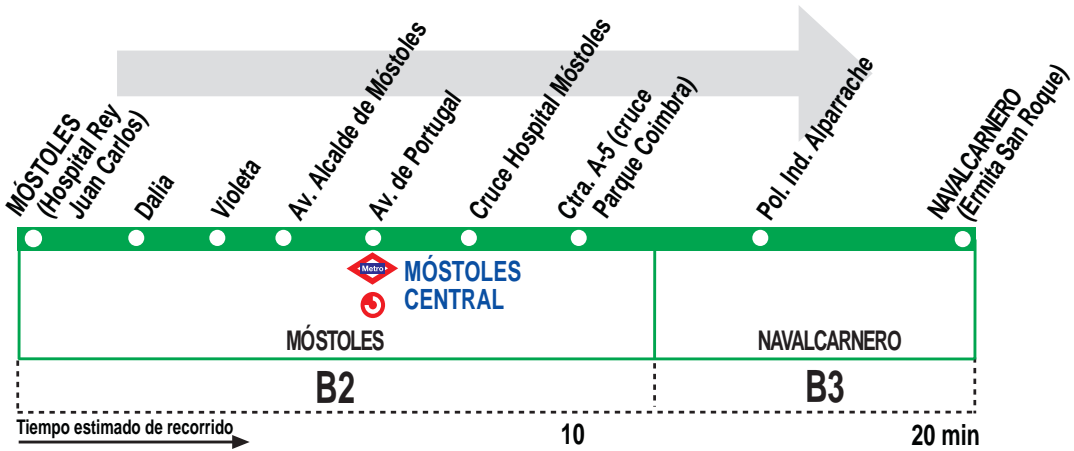 MÓSTOLES
(Hospital Rey
Juan Carlos)
Dalia
Violeta
Av. Alcalde de Móstoles
Av. de Portugal
Cruce Hospital Móstoles
Ctra. A-5 (cruce
Parque Coimbra)
Pol. Ind. Alparrache
NAVALCARNERO
(Ermita San Roque)
Metro
MÓSTOLES
CENTRAL
MÓSTOLES
NAVALCARNERO
B2
B3
Tiempo estimado de recorrido
10
20 min